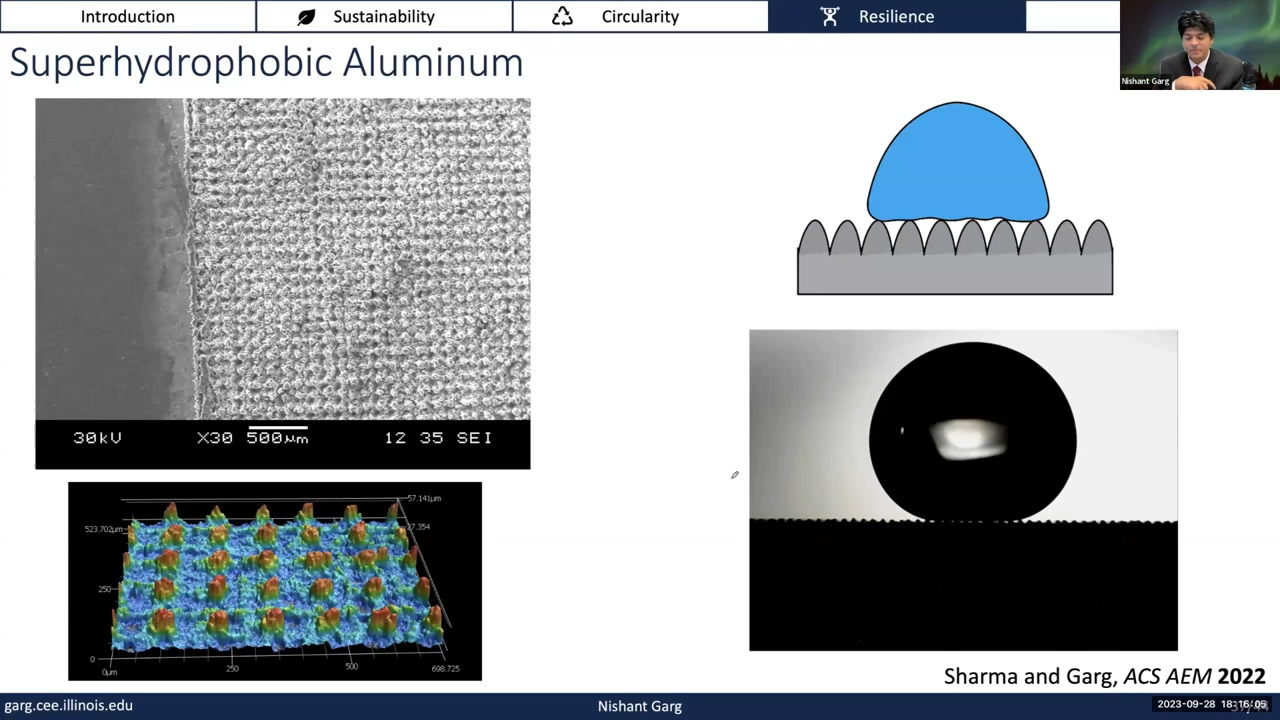 Introduction
Sustainability
Circularity
Resilience
Superhydrophobic Aluminum
Nishant Garg
30kV X30 500µm 12 35 SEI
57.141µm
523.702µm
27.354
250
0
0µm
250
500
698.725
Sharma and Garg, ACS AEM 2022
garg.cee.illinois.edu
Nishant Garg
2023-09-28 18:16:05